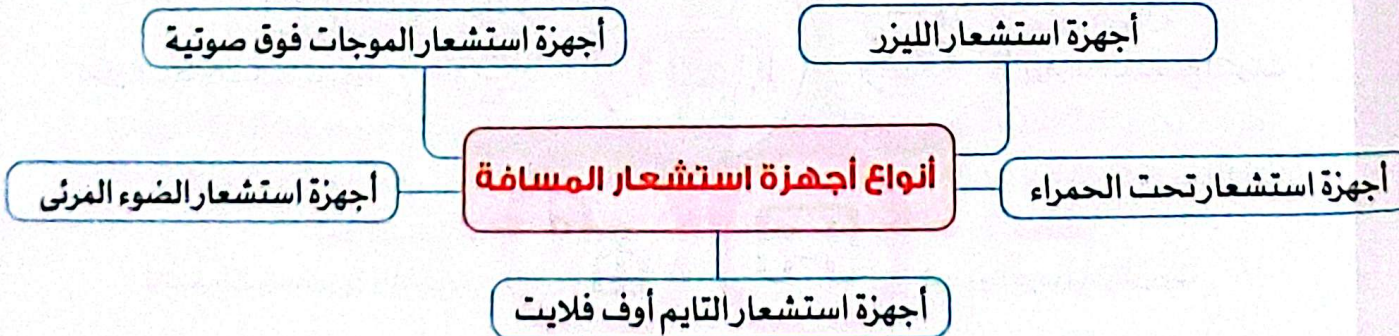 أجهزة استشعار الليزر
أجهزة استشعار الموجات فوق صوتية
أنواع أجهزة استشعار المسافة
أجهزة استشعار تحت الحمراء
أجهزة استشعار الضوء المرئى
أجهزة استشعار التايم أوف فلايت